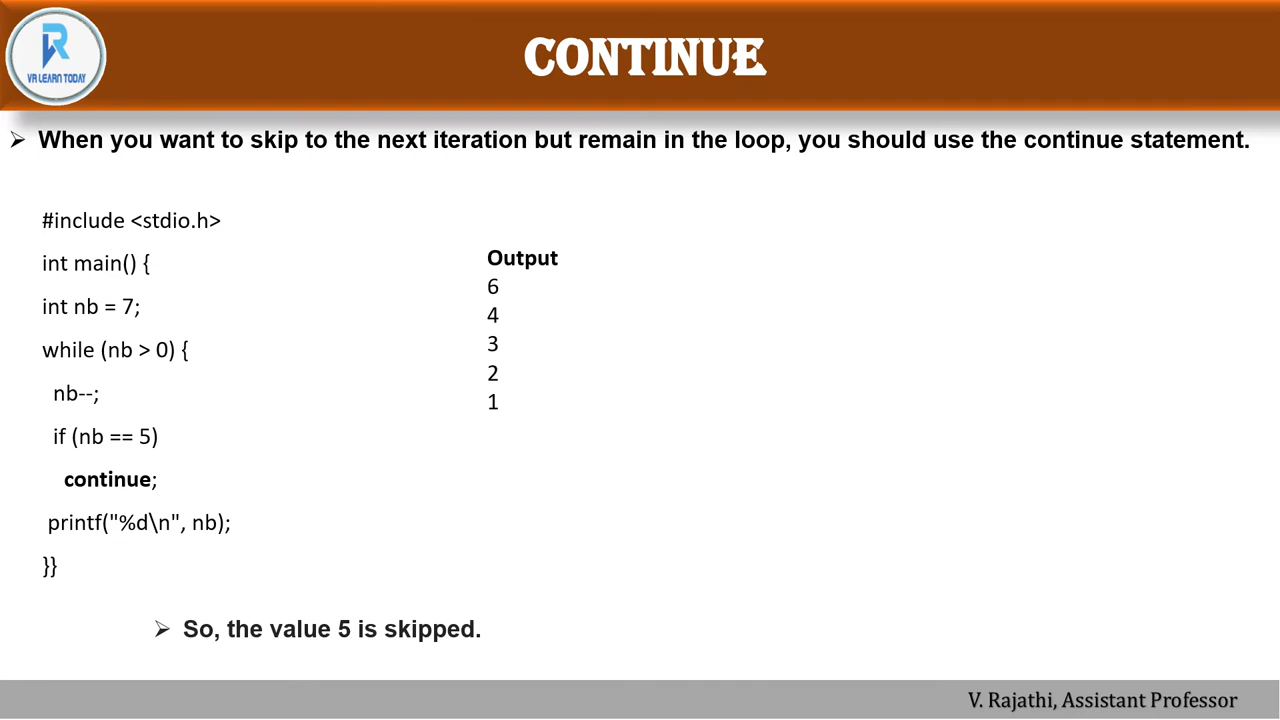 VR LEARN TODAY
CONTINUE
➢ When you want to skip to the next iteration but remain in the loop, you should use the continue statement.
#include <stdio.h>
int main() {
int nb = 7;
while (nb > 0) {
nb--;
if (nb == 5)
continue;
printf("%d\n", nb);
}}
Output
6
4
3
2
1
➢ So, the value 5 is skipped.
V. Rajathi, Assistant Professor